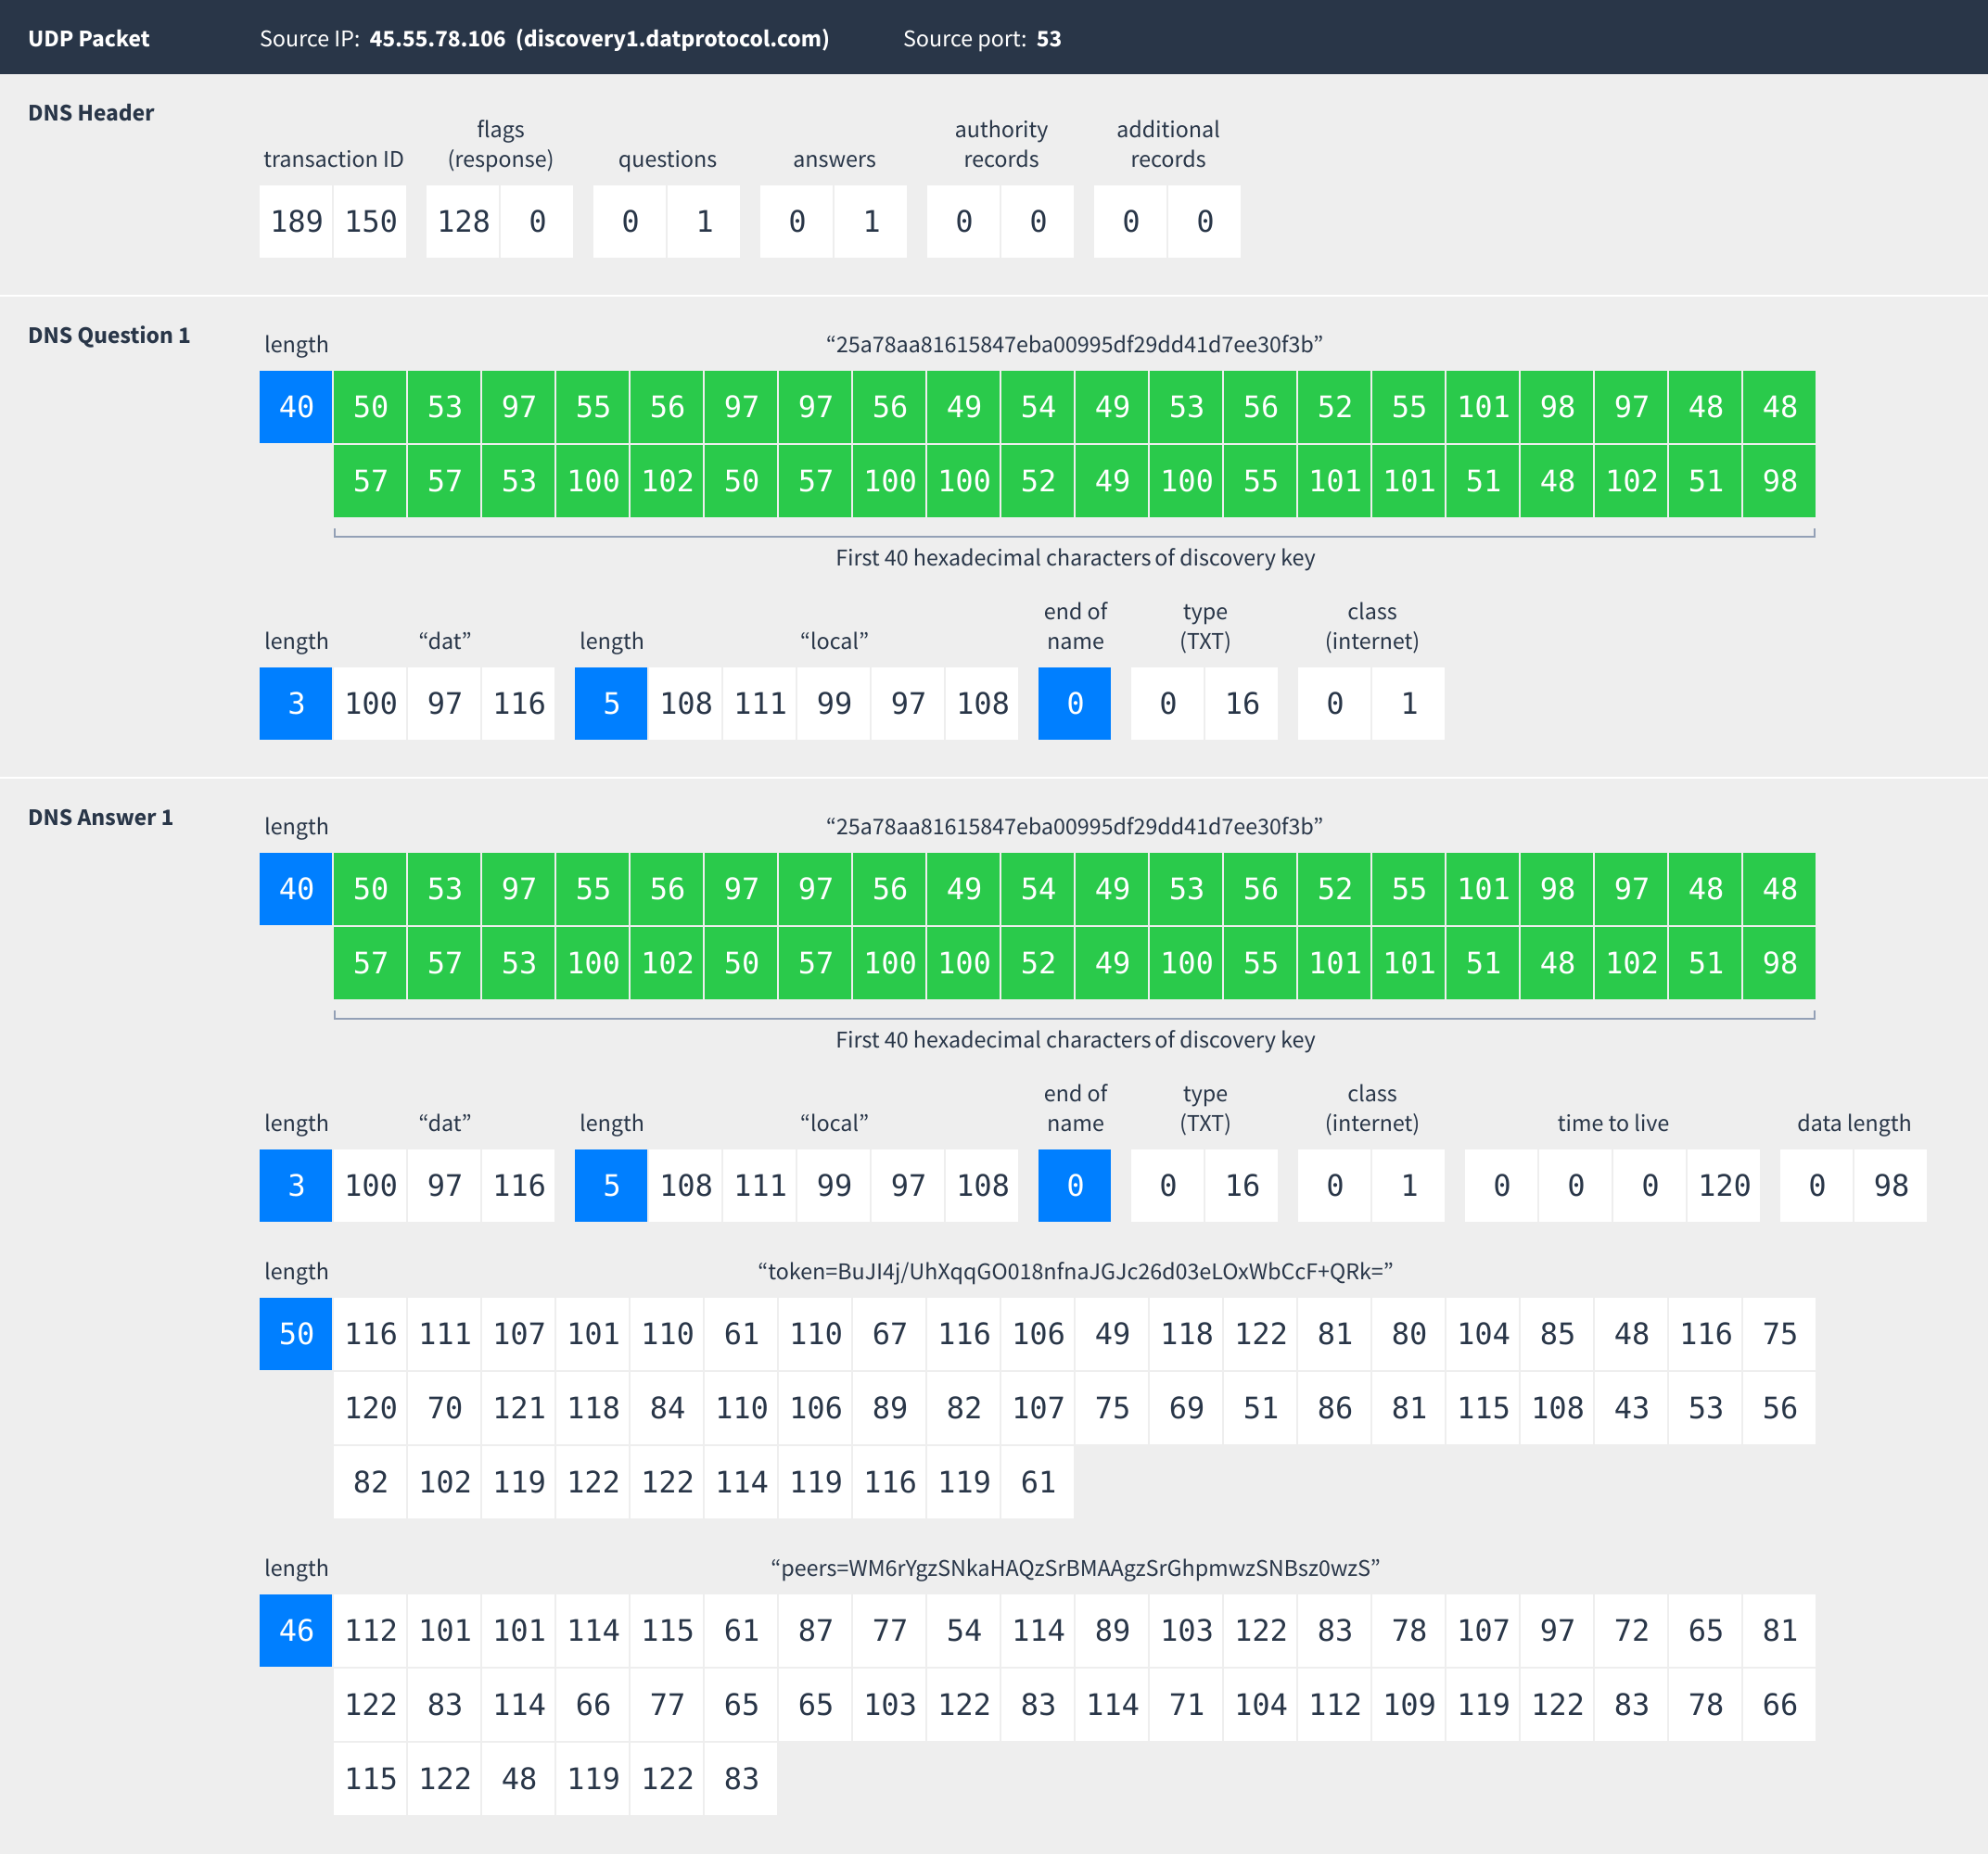 UDP Packet Source IP: 45.55.78.106 (discovery1.datprotocol.com) Source port: 53
DNS Header
flags authority additional
transaction ID (response) questions answers records records
189 150 128 0 0 1 0 1 0 0 0 0
DNS Question 1
length “25a78aa81615847eba00995df29dd41d7ee30f3b”
40 50 53 97 55 56 97 97 56 49 54 49 53 56 52 55 101 98 97 48 48
57 57 53 100 102 50 57 100 100 52 49 100 55 101 101 51 48 102 51 98
First 40 hexadecimal characters of discovery key
end of type class
length “dat” length “local” name (TXT) (internet)
3 100 97 116 5 108 111 99 97 108 0 0 16 0 1
DNS Answer 1
length “25a78aa81615847eba00995df29dd41d7ee30f3b”
40 50 53 97 55 56 97 97 56 49 54 49 53 56 52 55 101 98 97 48 48
57 57 53 100 102 50 57 100 100 52 49 100 55 101 101 51 48 102 51 98
First 40 hexadecimal characters of discovery key
end of type class
length “dat” length “local” name (TXT) (internet) time to live data length
3 100 97 116 5 108 111 99 97 108 0 0 16 0 1 0 0 0 120 0 98
length “token=BuJI4j/UhXqqGO018nfnaJGJc26d03eLOxWbCcF+QRk=”
50 116 111 107 101 110 61 110 67 116 106 49 118 122 81 80 104 85 48 116 75
120 70 121 118 84 110 106 89 82 107 75 69 51 86 81 115 108 43 53 56
82 102 119 122 122 114 119 116 119 61
length “peers=WM6rYgzSNkaHAQzSrBMAAgzSrGhpmwzSNBsz0wzS”
46 112 101 101 114 115 61 87 77 54 114 89 103 122 83 78 107 97 72 65 81
122 83 114 66 77 65 65 103 122 83 114 71 104 112 109 119 122 83 78 66
115 122 48 119 122 83